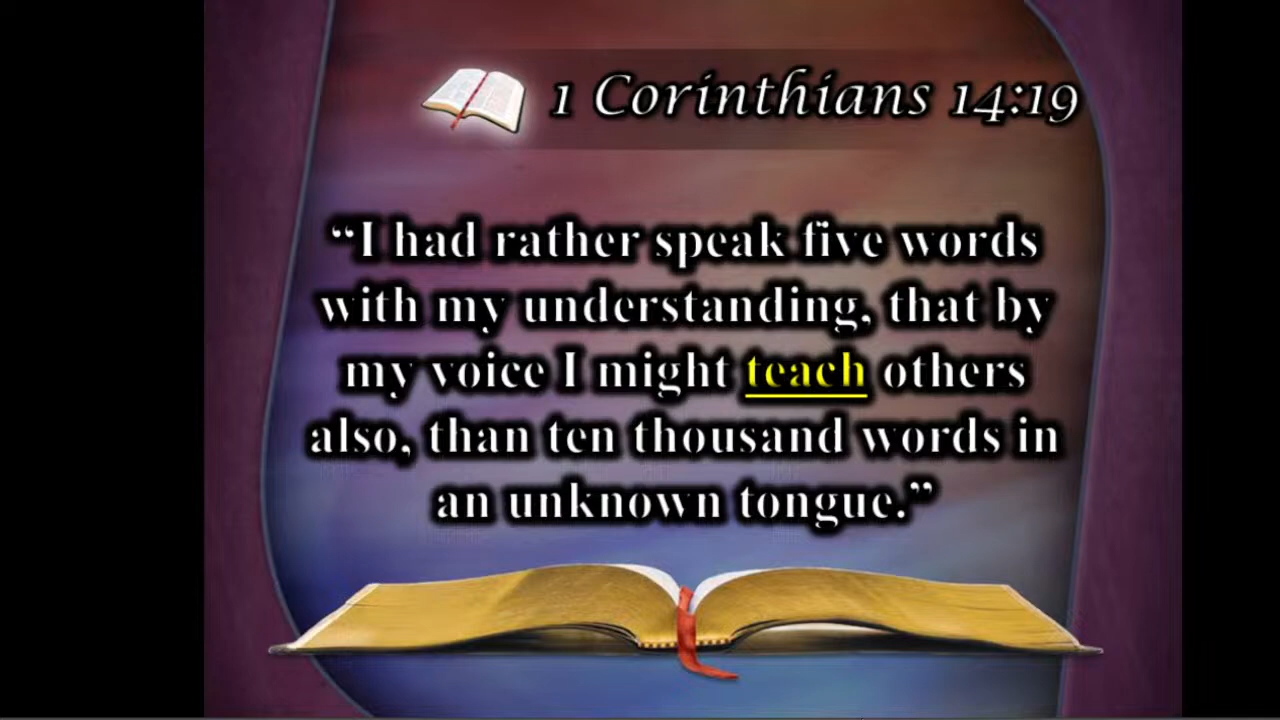 1 Corinthians 14:19
“I had rather speak five words
with my understanding, that by
my voice I might teach others
also, than ten thousand words in
an unknown tongue.”